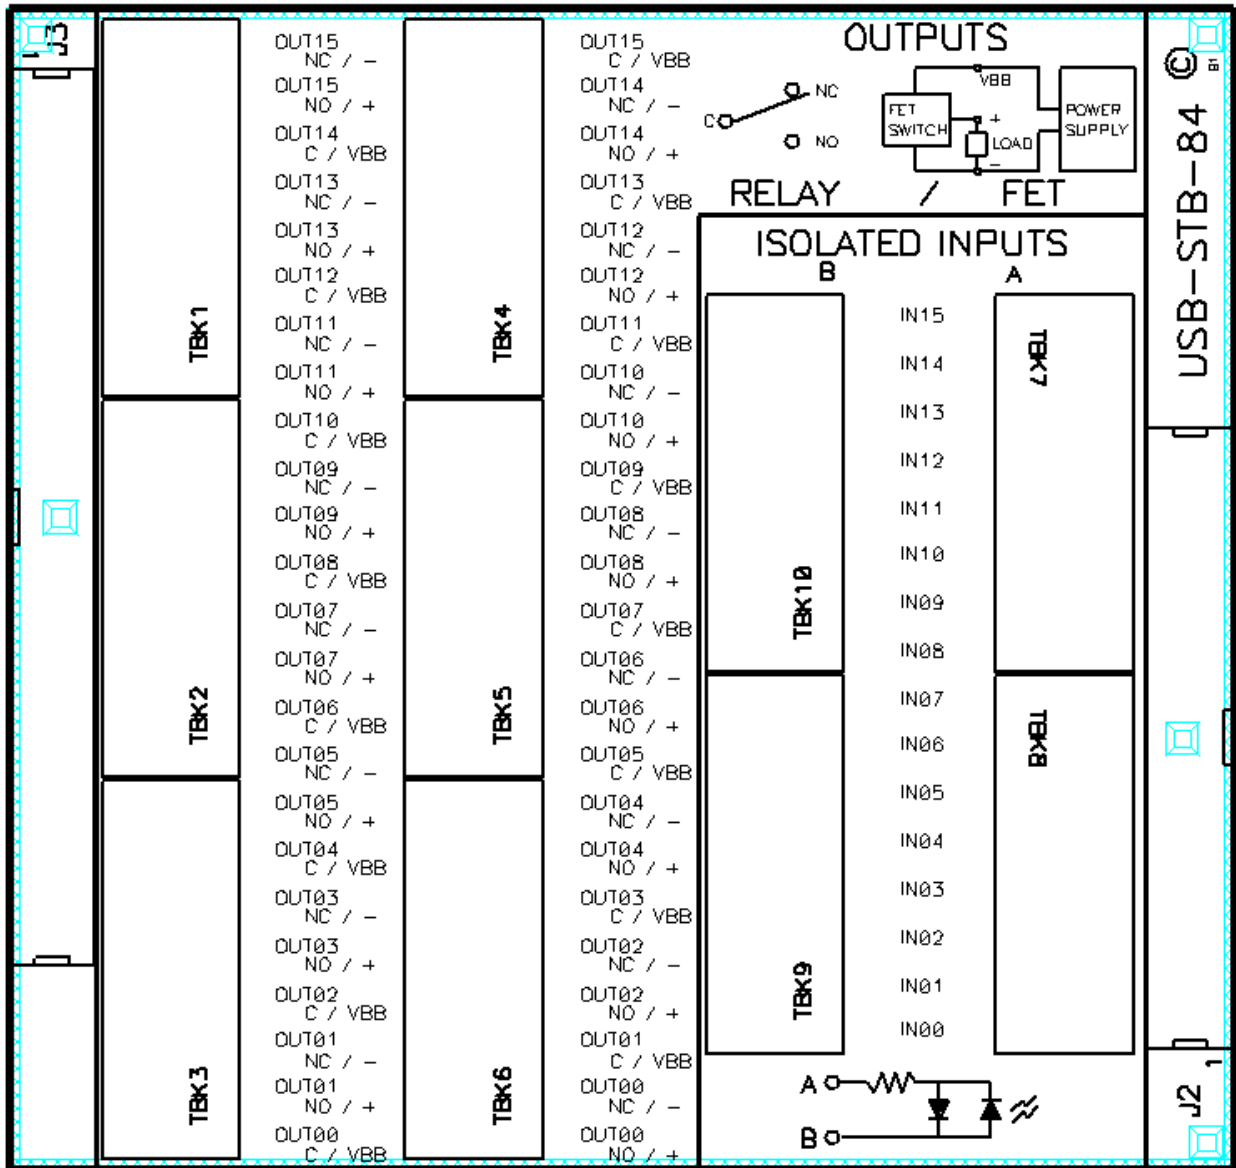 J3
1
TBK1
TBK2
TBK3
OUT15
NC / -
OUT15
NO / +
OUT14
C / VBB
OUT13
NC / -
OUT13
NO / +
OUT12
C / VBB
OUT11
NC / -
OUT11
NO / +
OUT10
C / VBB
OUT09
NC / -
OUT09
NO / +
OUT08
C / VBB
OUT07
NC / -
OUT07
NO / +
OUT06
C / VBB
OUT05
NC / -
OUT05
NO / +
OUT04
C / VBB
OUT03
NC / -
OUT03
NO / +
OUT02
C / VBB
OUT01
NC / -
OUT01
NO / +
OUT00
C / VBB
TBK4
TBK5
TBK6
OUT15
C / VBB
OUT14
NC / -
OUT14
NO / +
OUT13
C / VBB
OUT12
NC / -
OUT12
NO / +
OUT11
C / VBB
OUT10
NC / -
OUT10
NO / +
OUT09
C / VBB
OUT08
NC / -
OUT08
NO / +
OUT07
C / VBB
OUT06
NC / -
OUT06
NO / +
OUT05
C / VBB
OUT04
NC / -
OUT04
NO / +
OUT03
C / VBB
OUT02
NC / -
OUT02
NO / +
OUT01
C / VBB
OUT00
NC / -
OUT00
NO / +
OUTPUTS
C
NC
NO
FET
SWITCH
VBB
+
LOAD
-
POWER
SUPPLY
RELAY / FET
ISOLATED INPUTS
B A
TBK10
TBK9
IN15
IN14
IN13
IN12
IN11
IN10
IN09
IN08
IN07
IN06
IN05
IN04
IN03
IN02
IN01
IN00
TBK7
TBK8
A
B
USB-STB-84 ©
J2
1